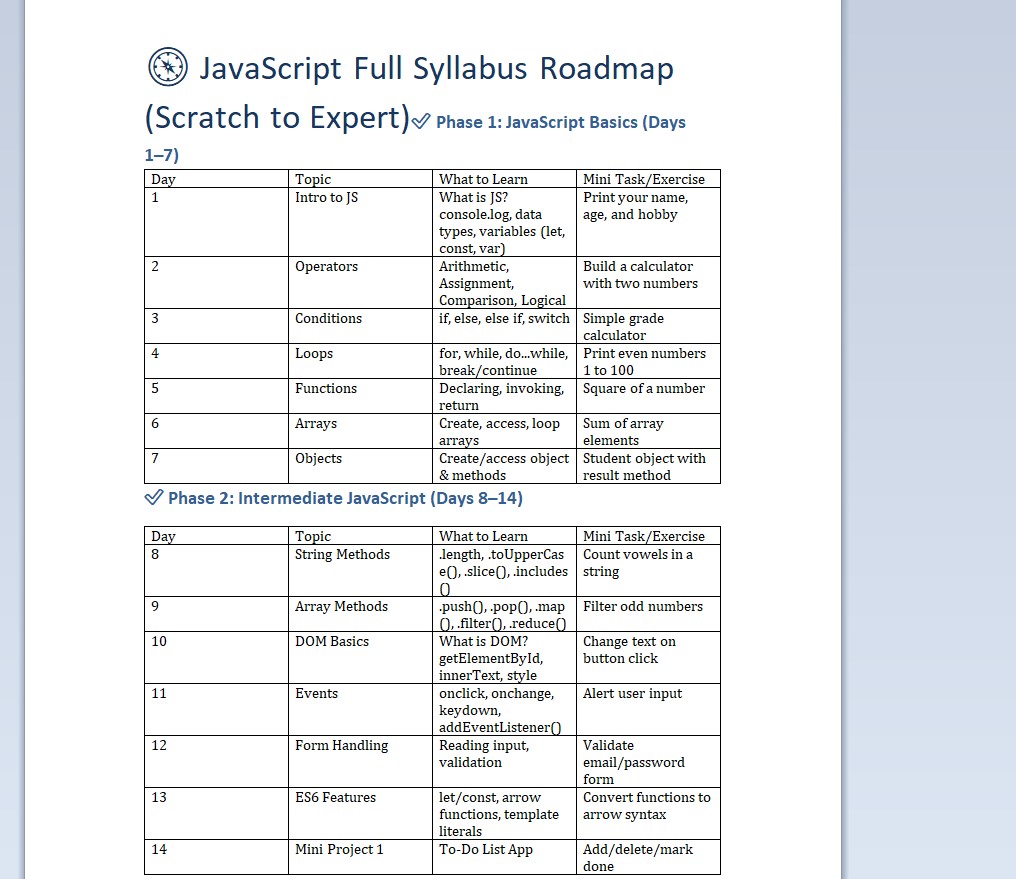 JavaScript Full Syllabus Roadmap
(Scratch to Expert)✓ Phase 1: JavaScript Basics (Days
1–7)
Day Topic What to Learn Mini Task/Exercise
1 Intro to JS What is JS? Print your name,
console.log, data age, and hobby
types, variables (let,
const, var)
2 Operators Arithmetic, Build a calculator
Assignment, with two numbers
Comparison, Logical
3 Conditions if, else, else if, switch Simple grade
calculator
4 Loops for, while, do...while, Print even numbers
break/continue 1 to 100
5 Functions Declaring, invoking, Square of a number
return
6 Arrays Create, access, loop Sum of array
arrays elements
7 Objects Create/access object Student object with
& methods result method
✓ Phase 2: Intermediate JavaScript (Days 8–14)
Day Topic What to Learn Mini Task/Exercise
8 String Methods .length, .toUpperCas Count vowels in a
e(), .slice(), .includes string
()
9 Array Methods .push(), .pop(), .map Filter odd numbers
(), .filter(), .reduce()
10 DOM Basics What is DOM? Change text on
getElementById, button click
innerText, style
11 Events onclick, onchange, Alert user input
keydown,
addEventListener()
12 Form Handling Reading input, Validate
validation email/password
form
13 ES6 Features let/const, arrow Convert functions to
functions, template arrow syntax
literals
14 Mini Project 1 To-Do List App Add/delete/mark
done